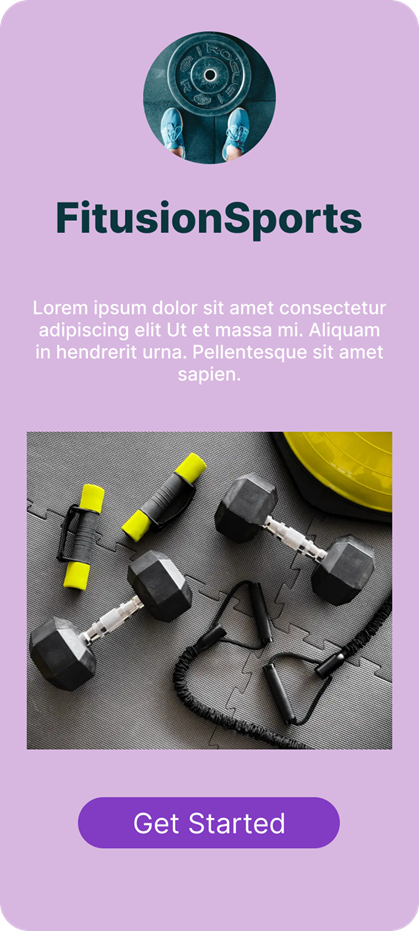 ROGUE
FitusionSports
Lorem ipsum dolor sit amet consectetur
adipiscing elit Ut et massa mi. Aliquam
in hendrerit urna. Pellentesque sit amet
sapien.
Get Started